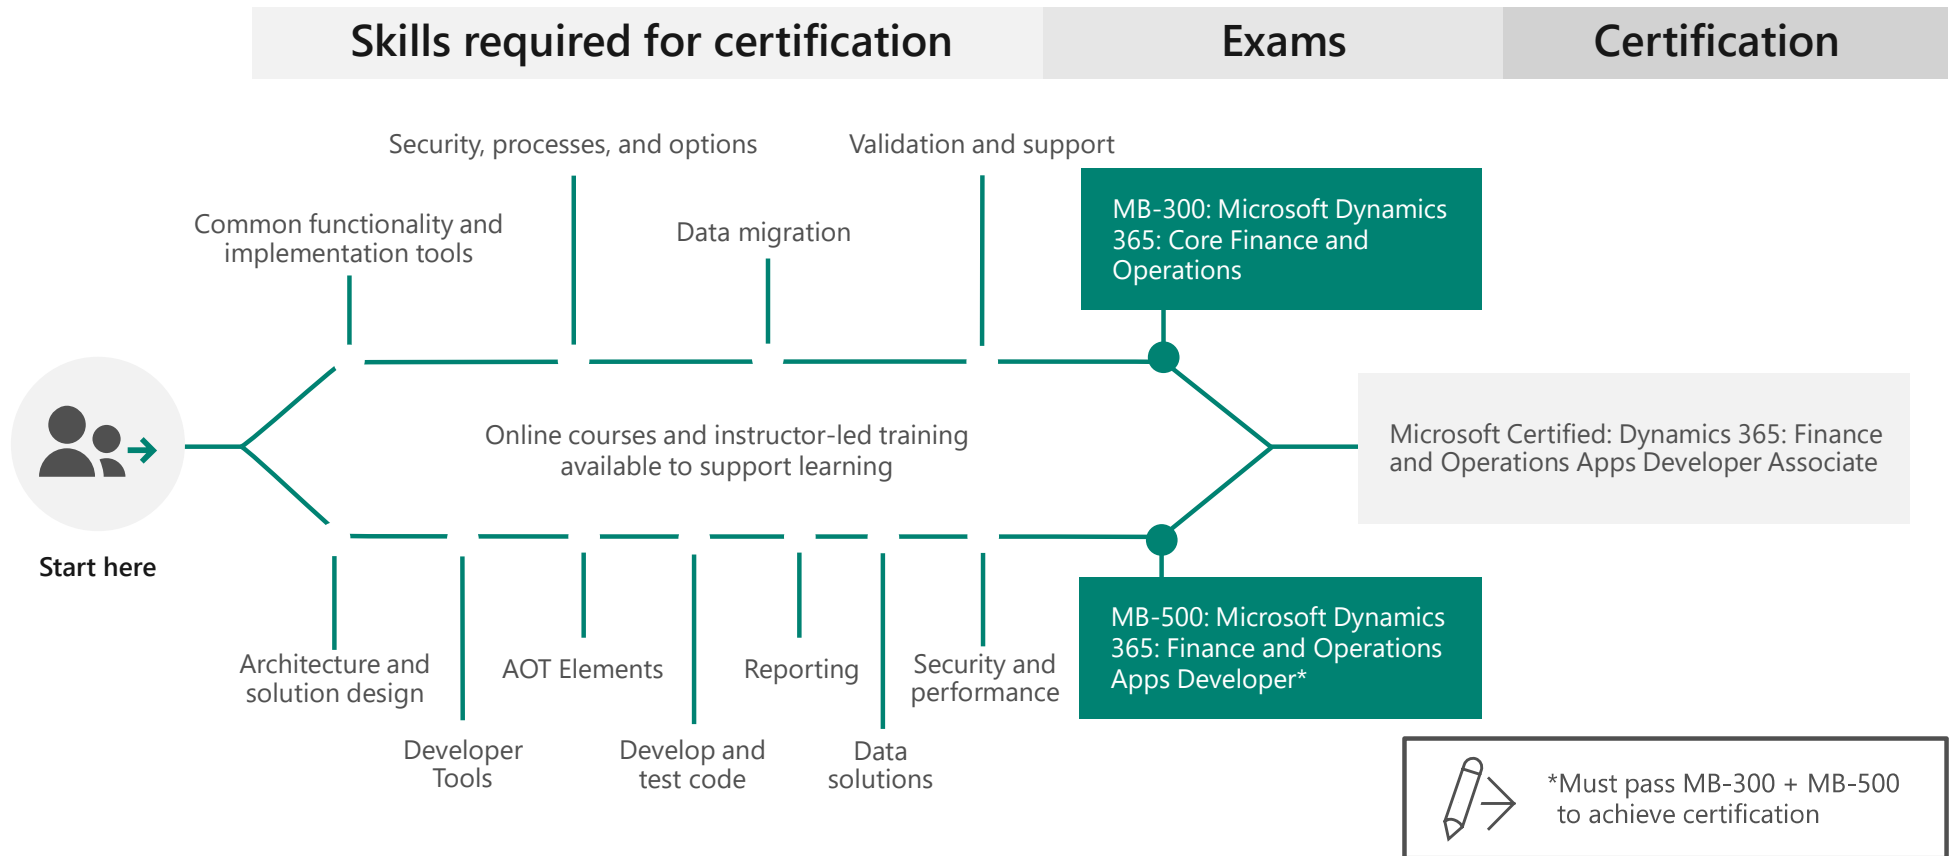 Skills required for certification
Exams
Certification
Security, processes, and options
Validation and support
Common functionality and
implementation tools
Data migration
MB-300: Microsoft Dynamics
365: Core Finance and
Operations
Online courses and instructor-led training
available to support learning
Microsoft Certified: Dynamics 365: Finance
and Operations Apps Developer Associate
Start here
Architecture and
solution design
AOT Elements
Reporting
Security and
performance
Developer
Tools
Develop and
test code
Data
solutions
MB-500: Microsoft Dynamics
365: Finance and Operations
Apps Developer*
*Must pass MB-300 + MB-500
to achieve certification